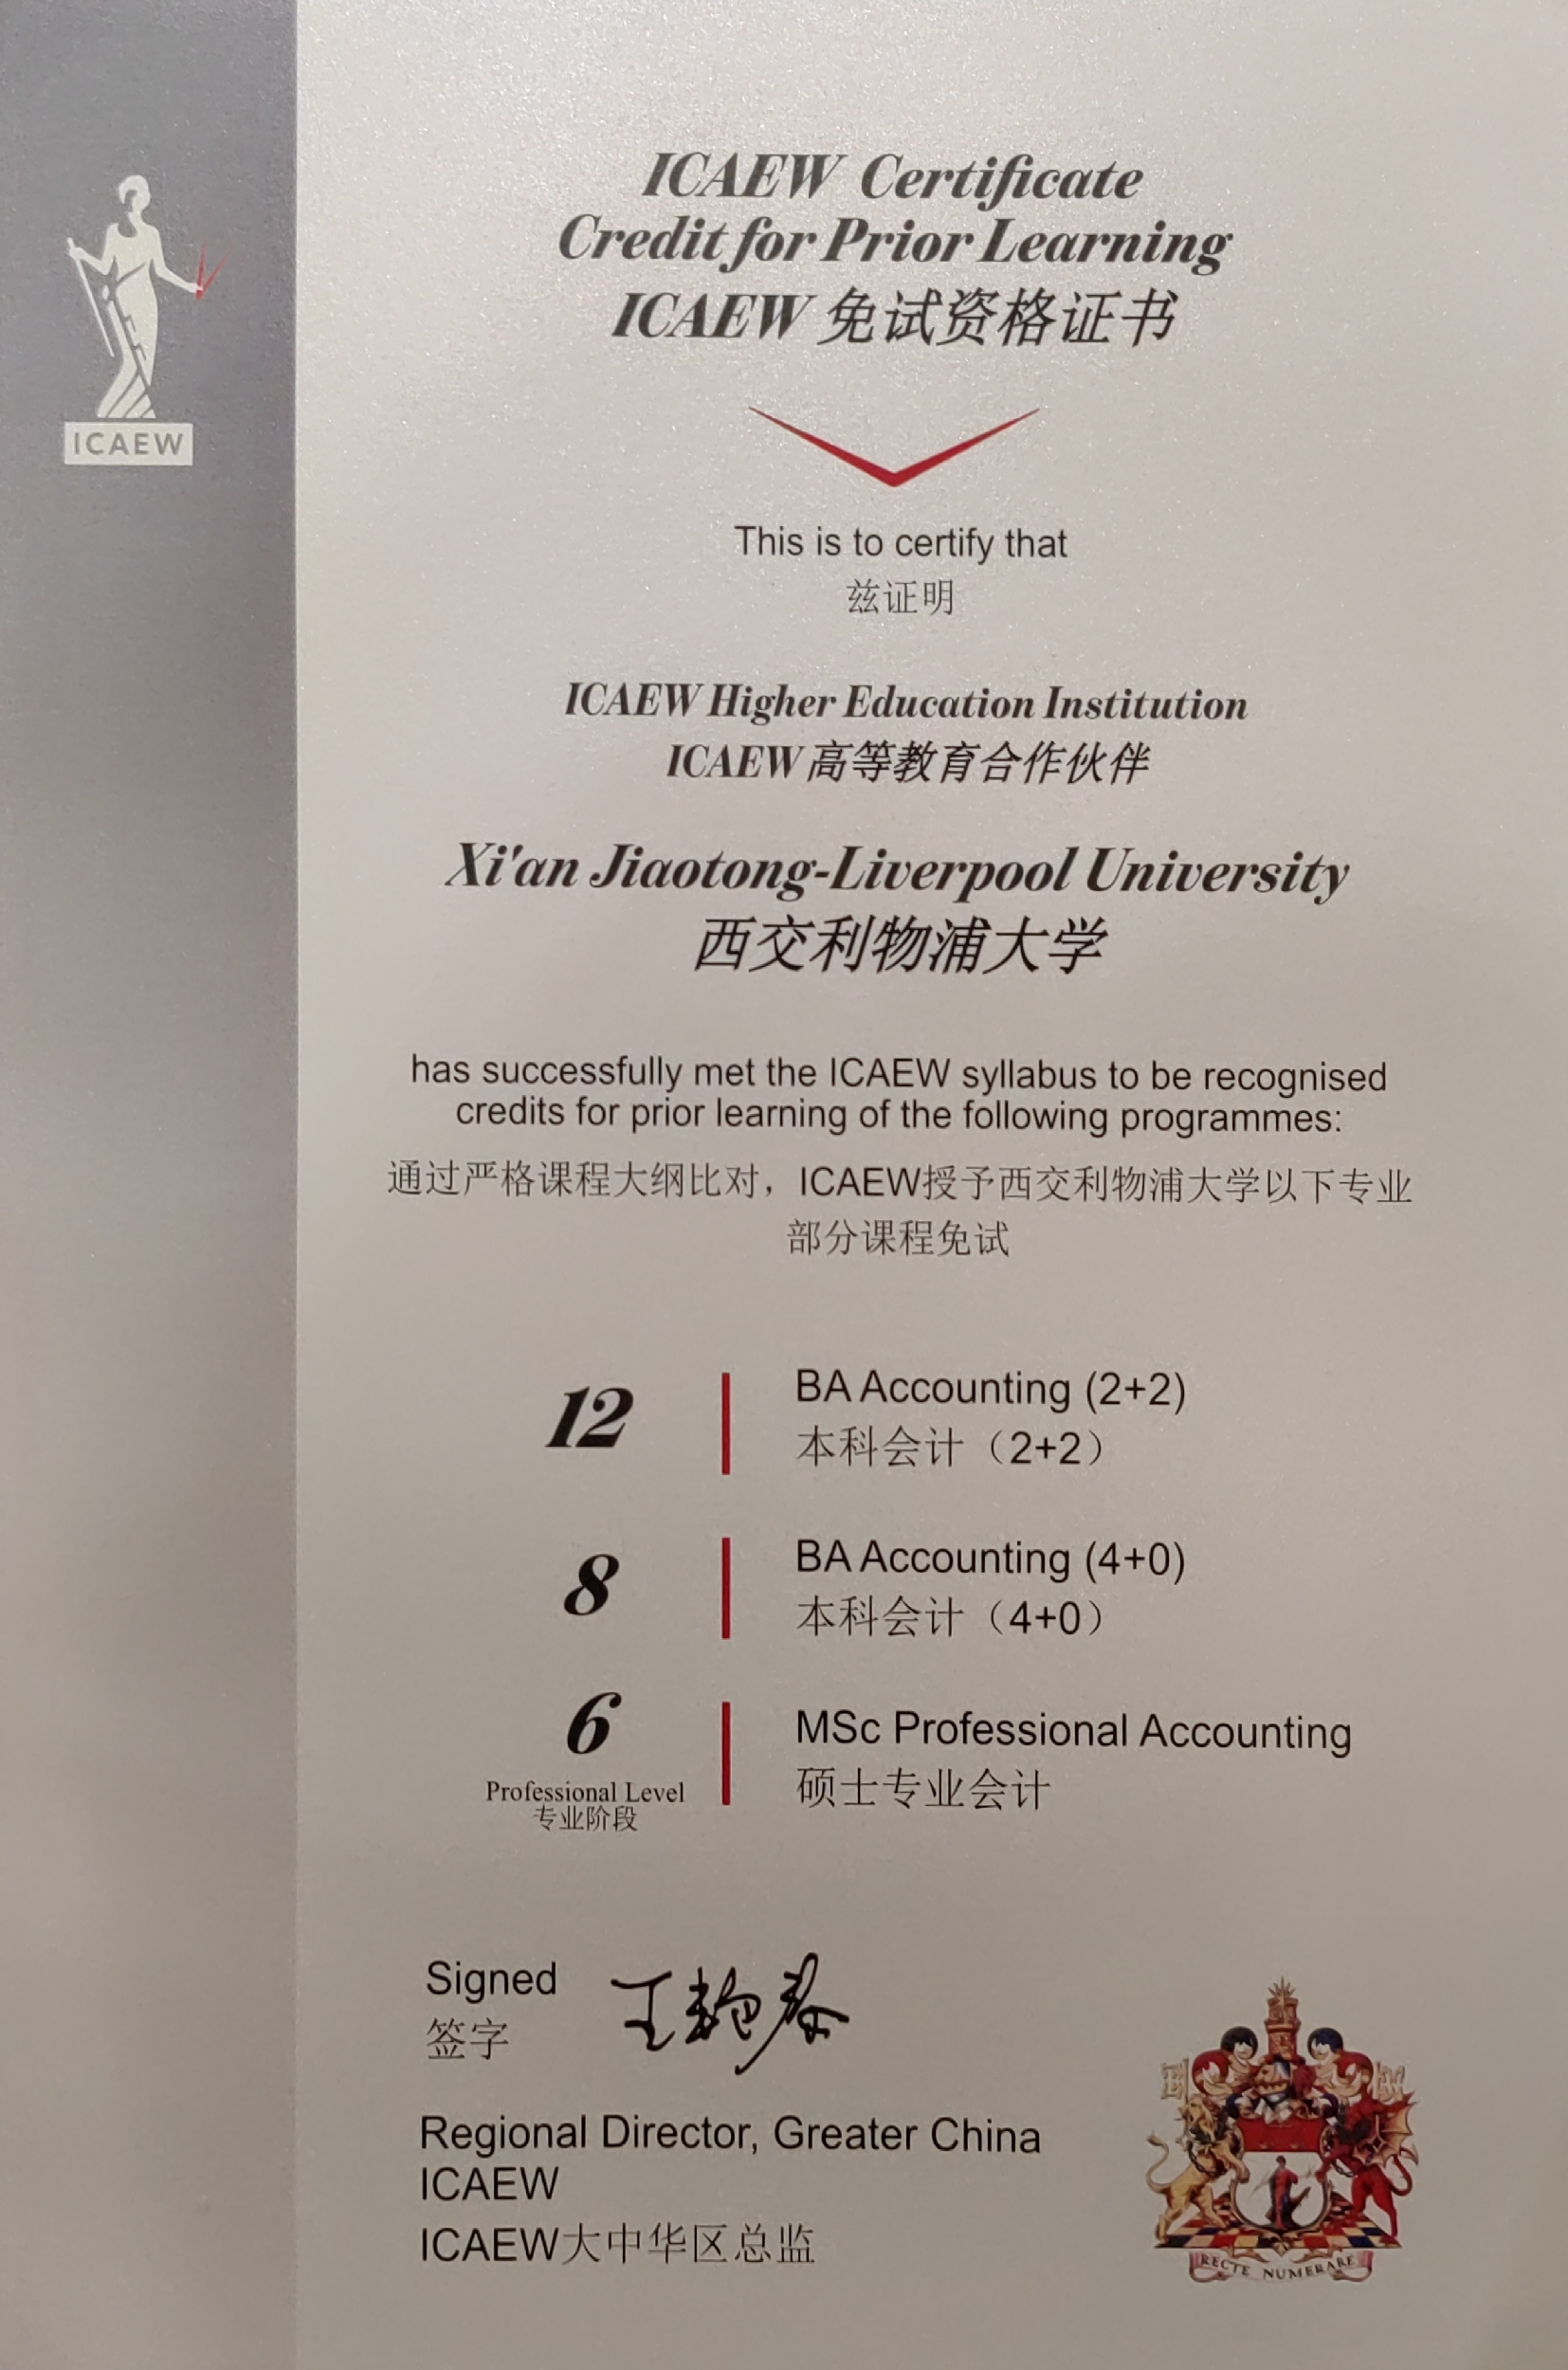 ICAEW
ICAEW Certificate
Credit for Prior Learning
ICAEW 免试资格证书
This is to certify that
兹证明
ICAEW Higher Education Institution
ICAEW 高等教育合作伙伴
Xi'an Jiaotong-Liverpool University
西交利物浦大学
has successfully met the ICAEW syllabus to be recognised
credits for prior learning of the following programmes:
通过严格课程大纲比对，ICAEW授予西交利物浦大学以下专业
部分课程免试
12
BA Accounting (2+2)
本科会计（2+2）
8
BA Accounting (4+0)
本科会计（4+0）
6
Professional Level
专业阶段
MSc Professional Accounting
硕士专业会计
Signed
签字
Regional Director, Greater China
ICAEW
ICAEW大中华区总监
RECTE NUMERARE